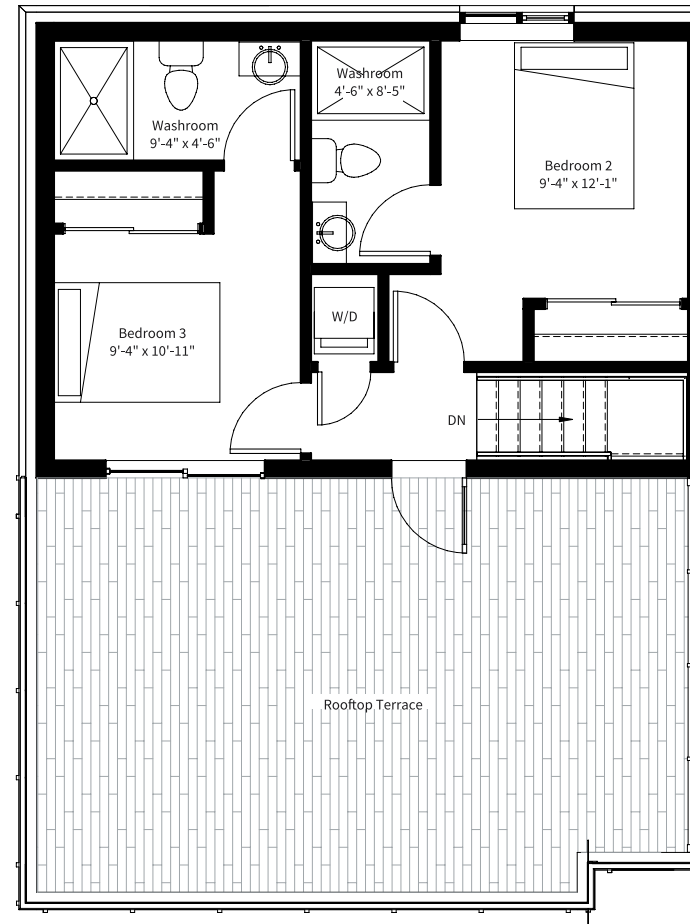 Washroom
4'-6" x 8'-5"
Washroom
9'-4" x 4'-6"
Bedroom 2
9'-4" x 12'-1"
W/D
Bedroom 3
9'-4" x 10'-11"
DN
Rooftop Terrace